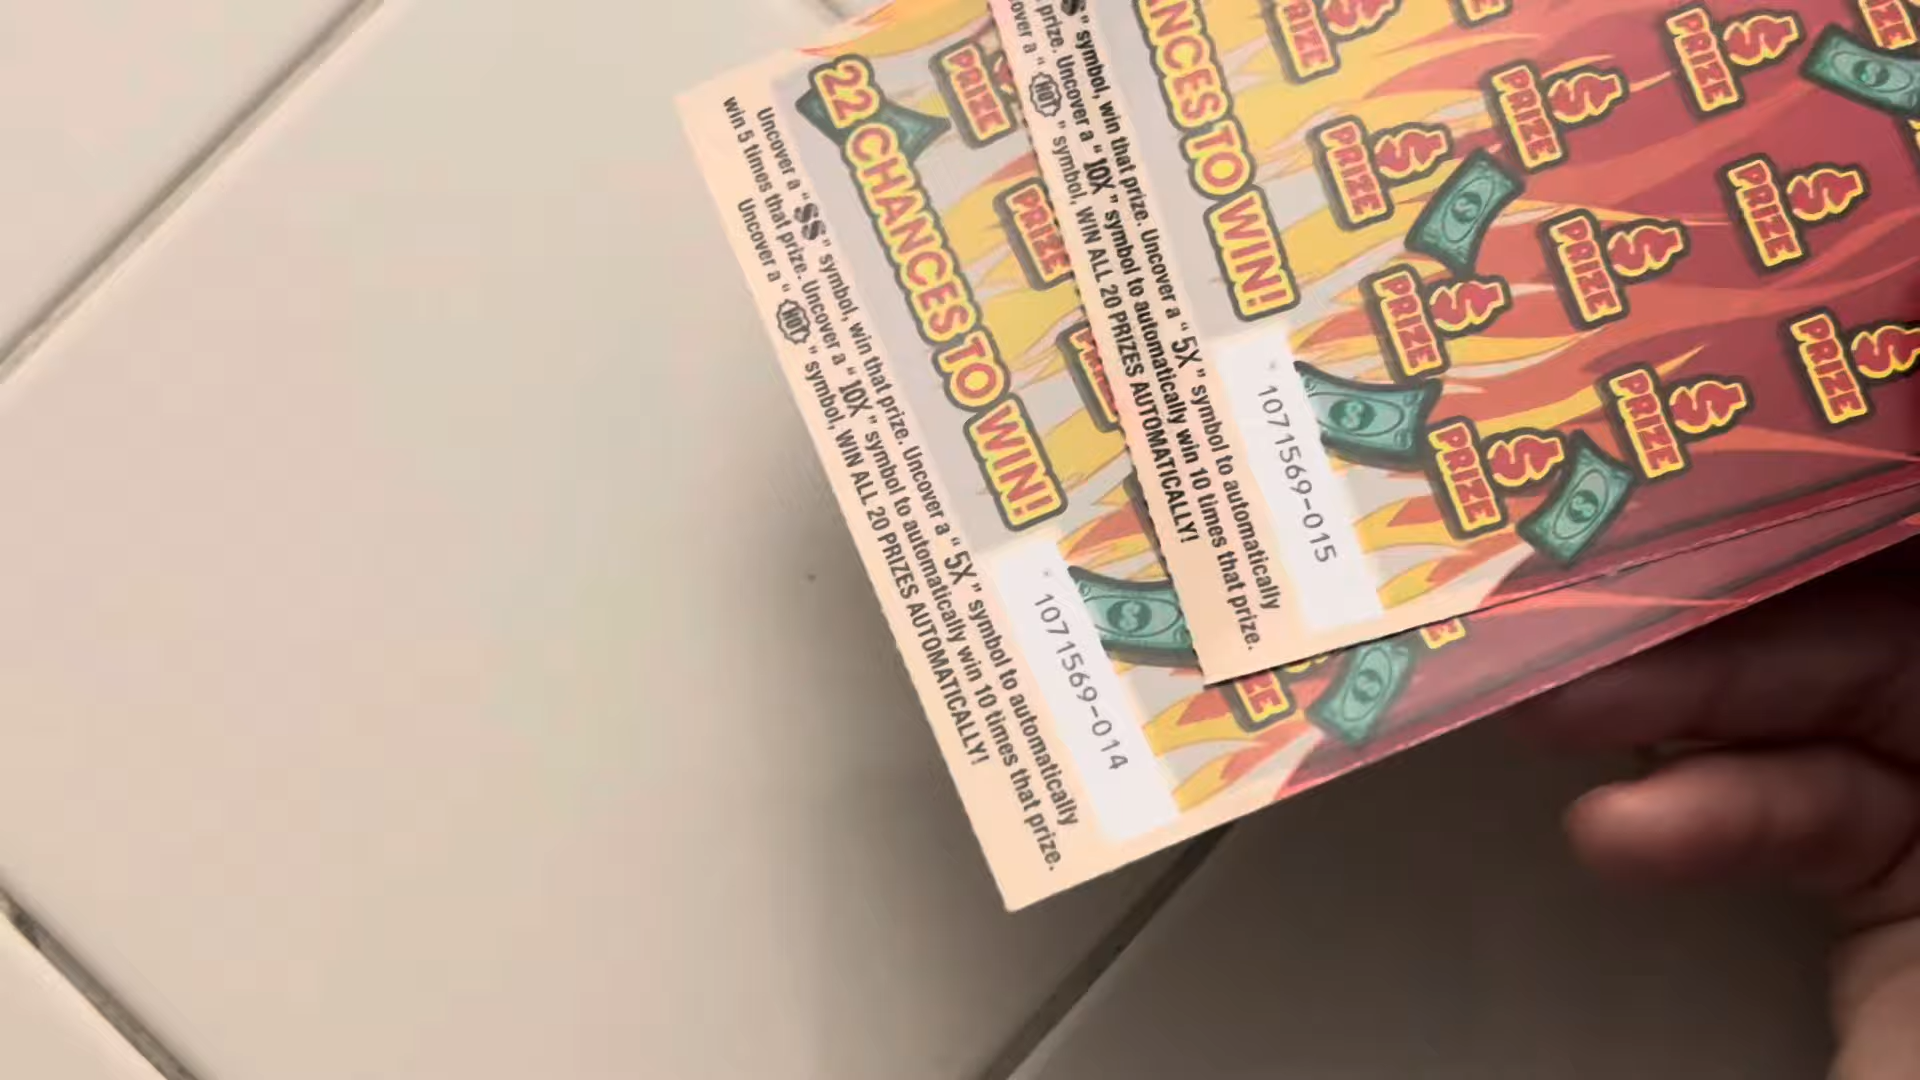 22 CHANCES TO WIN!
Uncover a "$$" symbol, win that prize. Uncover a "5X" symbol to automatically
win 5 times that prize. Uncover a "10X" symbol to automatically win 10 times that prize.
Uncover a "HOT" symbol, WIN ALL 20 PRIZES AUTOMATICALLY!
1071569-014
PRIZE
PRIZE
$" symbol, win that prize. Uncover a "5X" symbol to automatically
prize. Uncover a "10X" symbol to automatically win 10 times that prize.
over a "HOT" symbol, WIN ALL 20 PRIZES AUTOMATICALLY!
ANCES TO WIN!
1071569-015
PRIZE $
PRIZE $
PRIZE $
PRIZE $
PRIZE $
PRIZE $
PRIZE $
PRIZE $
PRIZE $
PRIZE $